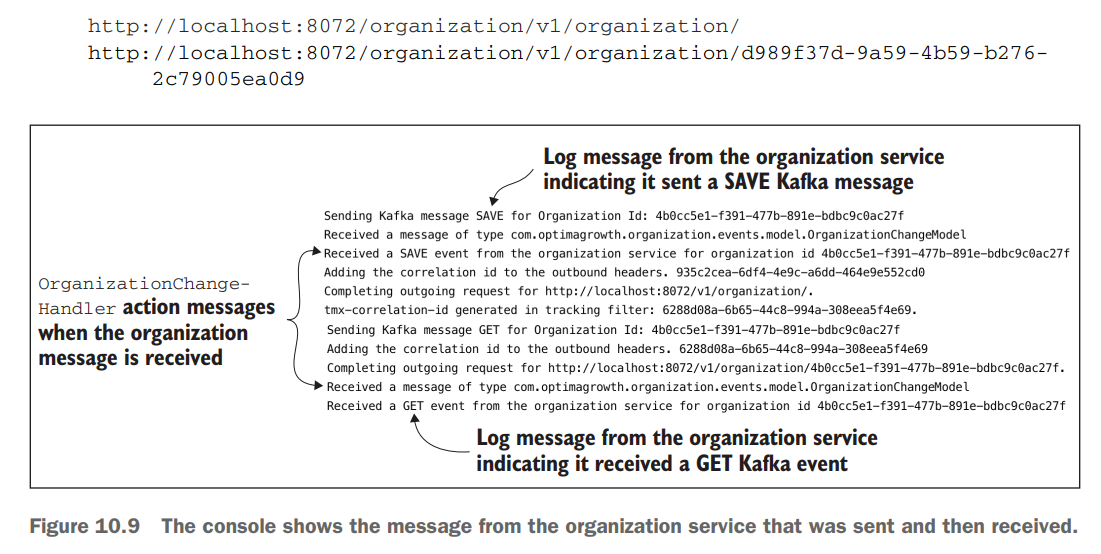 http://localhost:8072/organization/v1/organization/
http://localhost:8072/organization/v1/organization/d989f37d-9a59-4b59-b276-
2c79005ea0d9
Log message from the organization service
indicating it sent a SAVE Kafka message
Sending Kafka message SAVE for Organization Id: 4b0cc5e1-f391-477b-891e-bdbc9c0ac27f
Received a message of type com.optimagrowth.organization.events.model.OrganizationChangeModel
Received a SAVE event from the organization service for organization id 4b0cc5e1-f391-477b-891e-bdbc9c0ac27f
Adding the correlation id to the outbound headers. 935c2cea-6df4-4e9c-a6dd-464e9e552cd0
Completing outgoing request for http://localhost:8072/v1/organization/.
tmx-correlation-id generated in tracking filter: 6288d08a-6b65-44c8-994a-308eea5f4e69.
Sending Kafka message GET for Organization Id: 4b0cc5e1-f391-477b-891e-bdbc9c0ac27f
Adding the correlation id to the outbound headers. 6288d08a-6b65-44c8-994a-308eea5f4e69
Completing outgoing request for http://localhost:8072/v1/organization/4b0cc5e1-f391-477b-891e-bdbc9c0ac27f.
Received a message of type com.optimagrowth.organization.events.model.OrganizationChangeModel
Received a GET event from the organization service for organization id 4b0cc5e1-f391-477b-891e-bdbc9c0ac27f
OrganizationChange-
Handler action messages
when the organization
message is received
Log message from the organization service
indicating it received a GET Kafka event
Figure 10.9 The console shows the message from the organization service that was sent and then received.